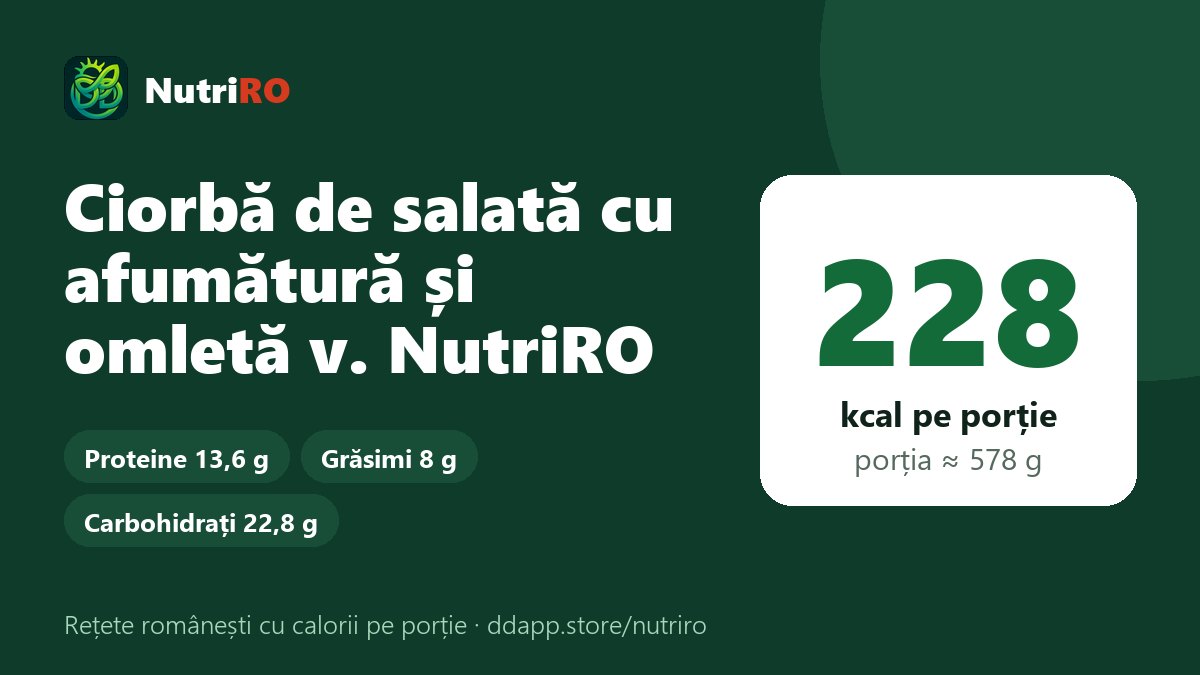 NutriRO
Ciorbă de salată cu
afumătură și
omletă v. NutriRO
Proteine 13,6 g
Grăsimi 8 g
Carbohidrați 22,8 g
228
kcal pe porție
porția ≈ 578 g
Rețete românești cu calorii pe porție · ddapp.store/nutriro